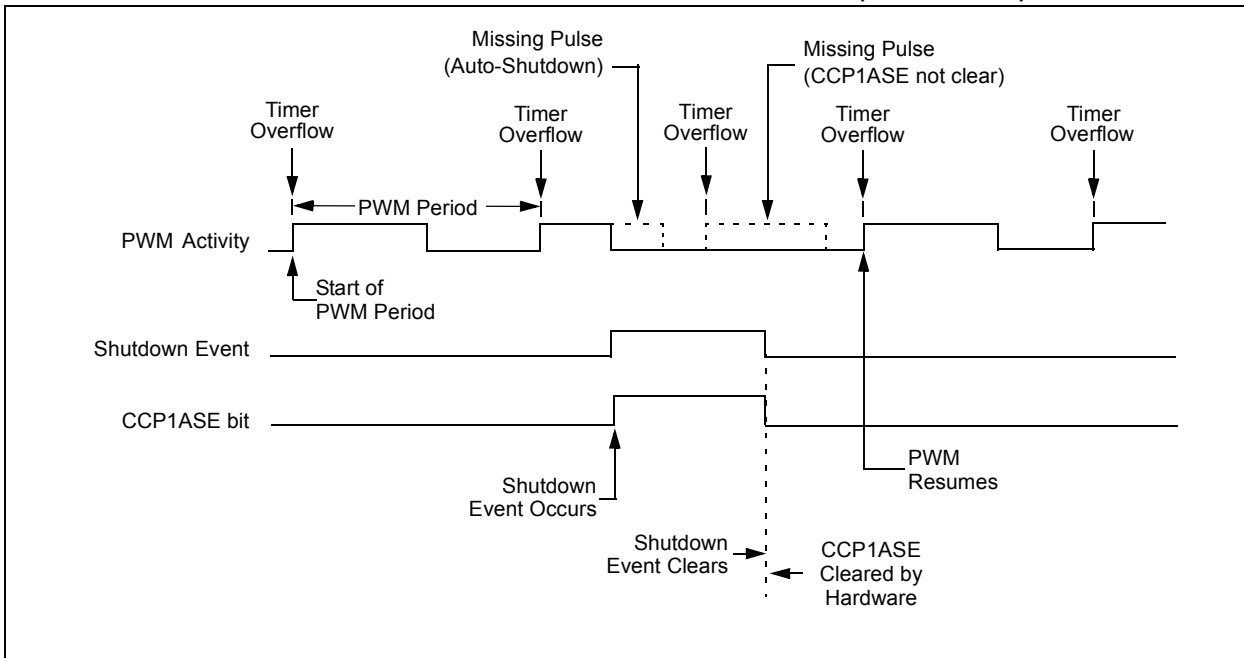 Missing Pulse
(Auto-Shutdown)
Missing Pulse
(CCP1ASE not clear)
Timer
Overflow
Timer
Overflow
Timer
Overflow
Timer
Overflow
Timer
Overflow
PWM Period
PWM Activity
Start of
PWM Period
Shutdown Event
CCP1ASE bit
Shutdown
Event Occurs
PWM
Resumes
Shutdown
Event Clears
CCP1ASE
Cleared by
Hardware